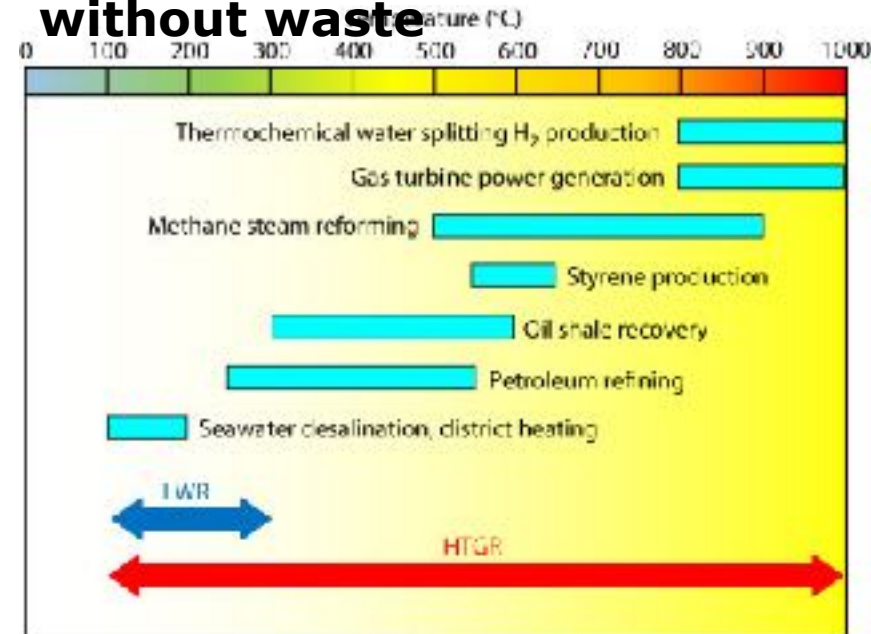 without waste
(°C)
0 100 200 300 400 500 600 700 800 900 1000
Thermochemical water splitting H₂ production
Gas turbine power generation
Methane steam reforming
Styrene production
Oil shale recovery
Petroleum refining
Seawater desalination, district heating
LWR
HTGR